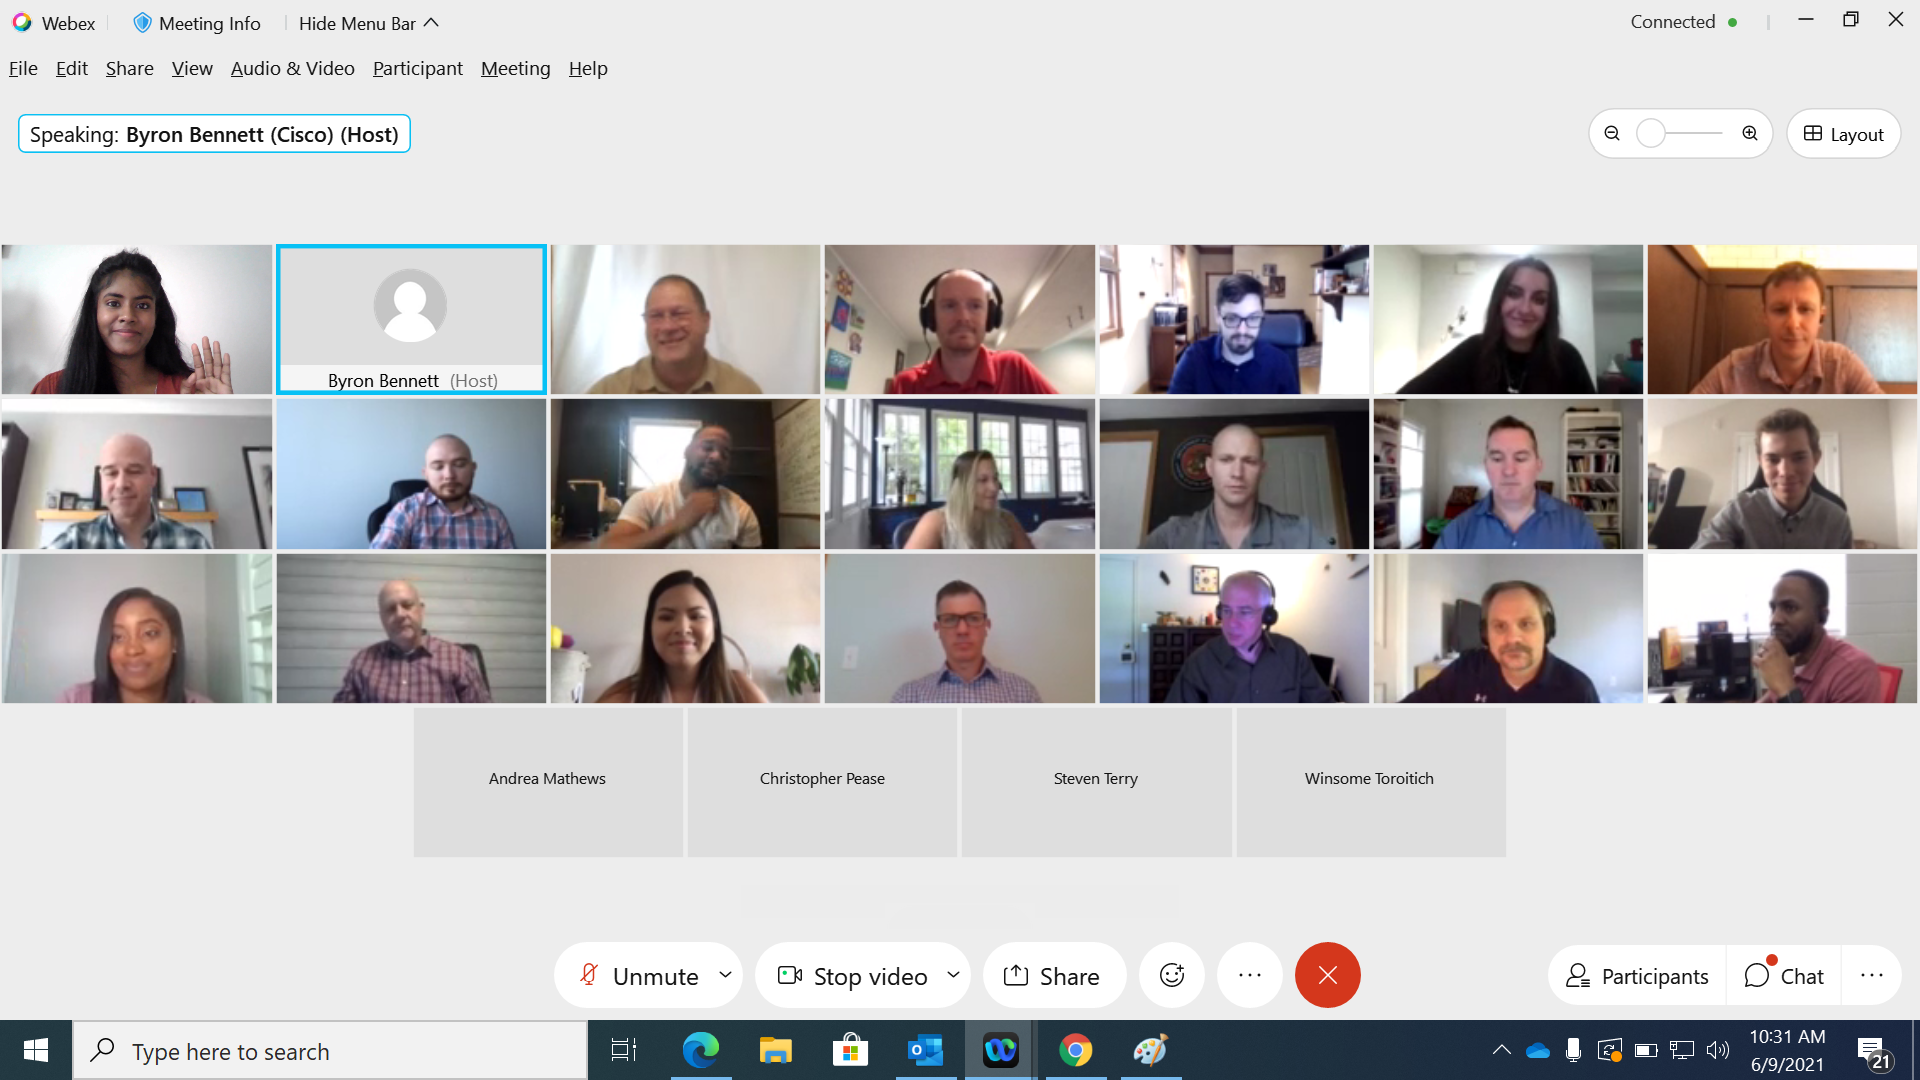 Webex
Meeting Info
Hide Menu Bar
Connected
File Edit Share View Audio & Video Participant Meeting Help
Speaking: Byron Bennett (Cisco) (Host)
Layout
Byron Bennett (Host)
Andrea Mathews
Christopher Pease
Steven Terry
Winsome Toroitich
Unmute
Stop video
Share
Participants
Chat
Type here to search
10:31 AM
6/9/2021
21